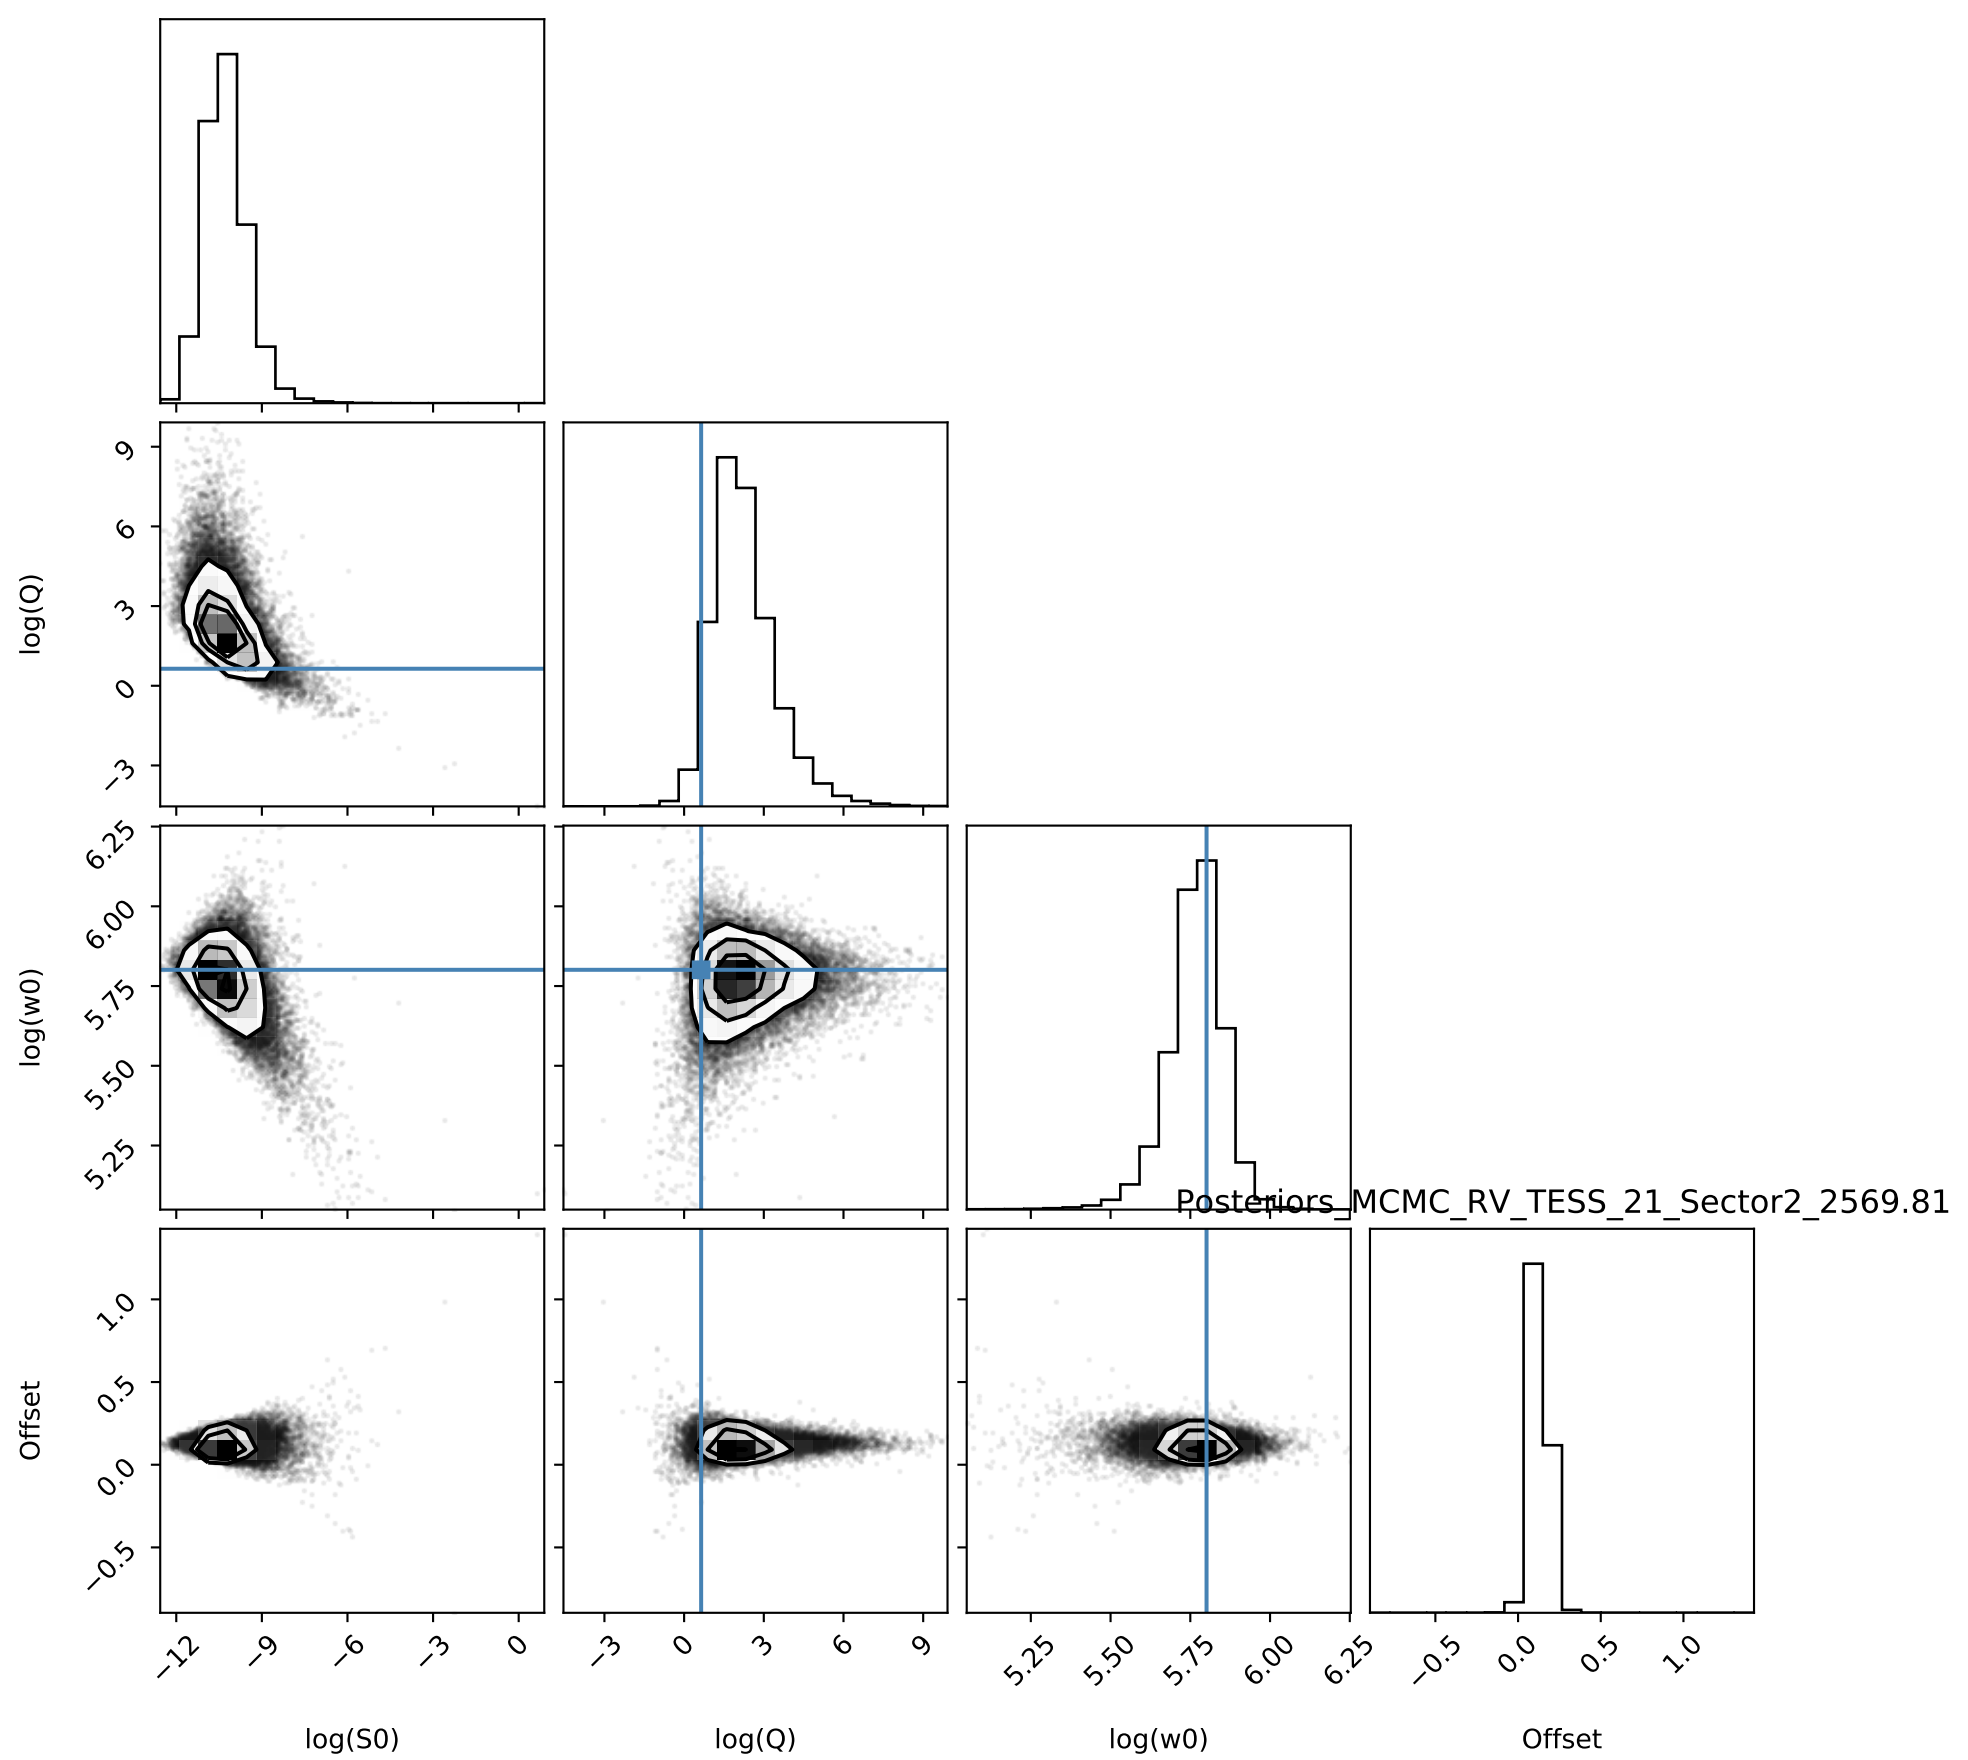 9
6
3
0
−3
log(Q)
6.25
6.00
5.75
5.50
5.25
log(w0)
Posteriors_MCMC_RV_TESS_21_Sector2_2569.81
1.0
0.5
0.0
−0.5
Offset
−12 −9 −6 −3 0
−3 0 3 6 9
5.25 5.50 5.75 6.00 6.25
−0.5 0.0 0.5 1.0
log(S0) log(Q) log(w0) Offset